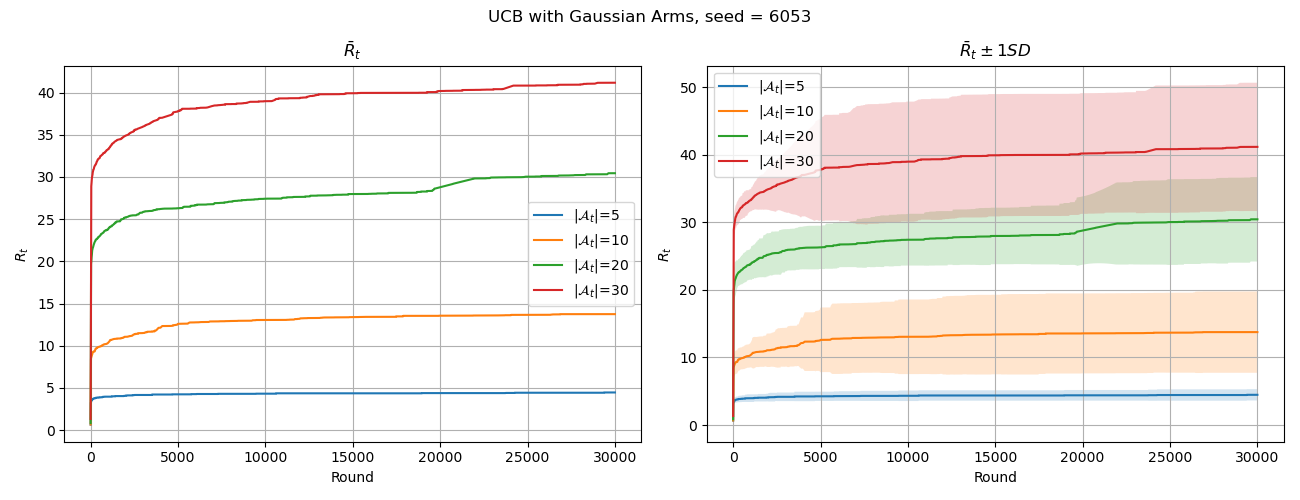 UCB with Gaussian Arms, seed = 6053
R̄_t
R_t
40
35
30
25
20
15
10
5
0
|𝒜_t|=5
|𝒜_t|=10
|𝒜_t|=20
|𝒜_t|=30
0 5000 10000 15000 20000 25000 30000
Round
R̄_t ± 1SD
R_t
50
40
30
20
10
0
|𝒜_t|=5
|𝒜_t|=10
|𝒜_t|=20
|𝒜_t|=30
0 5000 10000 15000 20000 25000 30000
Round